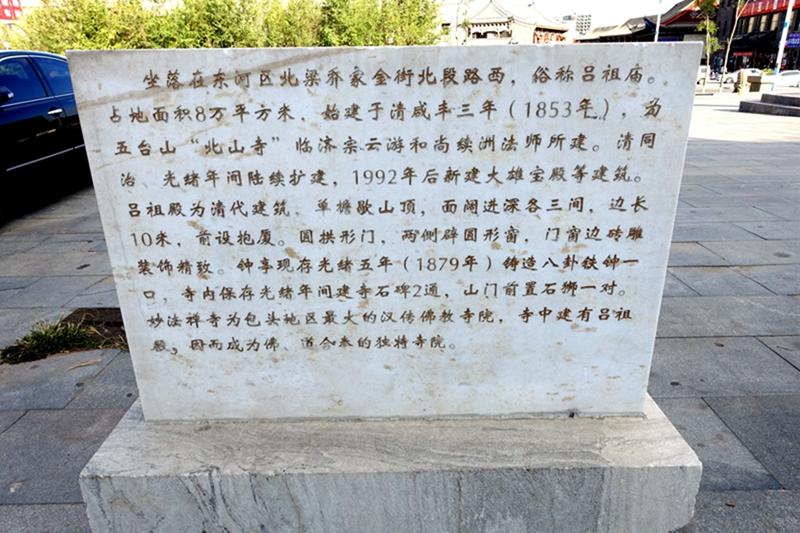 坐落在东河区北梁乔家金街北段路西，俗称吕祖庙。
占地面积8万平方米，始建于清咸丰三年（1853年），为
五台山“北山寺”临济宗云游和尚续洲法师所建。清同
治、光绪年间陆续扩建，1992年后新建大雄宝殿等建筑。
吕祖殿为清代建筑，单檐歇山顶，面阔进深各三间，边长
10米，前设抱厦。圆拱形门，两侧辟圆形窗，门窗边砖雕
装饰精致。钟亭现存光绪五年（1879年）铸造八卦铁钟一
口，寺内保存光绪年间建寺石碑2通，山门前置石狮一对。
妙法禅寺为包头地区最大的汉传佛教寺院，寺中建有吕祖
殿，因而成为佛、道合奉的独特寺院。